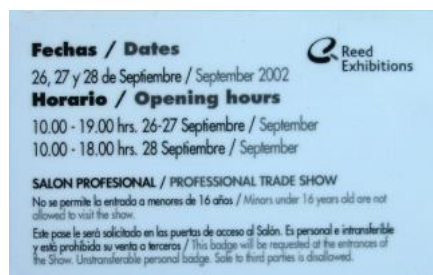 Fechas / Dates
Reed
Exhibitions
26, 27 y 28 de Septiembre / September 2002
Horario / Opening hours
10.00 - 19.00 hrs. 26-27 Septiembre / September
10.00 - 18.00 hrs. 28 Septiembre / September
SALON PROFESIONAL / PROFESSIONAL TRADE SHOW
No se permite la entrada a menores de 16 años / Minors under 16 years old are not
allowed to visit the show.
Este pase le será solicitado en las puertas de acceso al Salón. Es personal e intransferible
y está prohibida su venta a terceros / This badge will be requested at the entrances of
the Show. Unstransferable personal badge. Sale to third parties is disallowed.